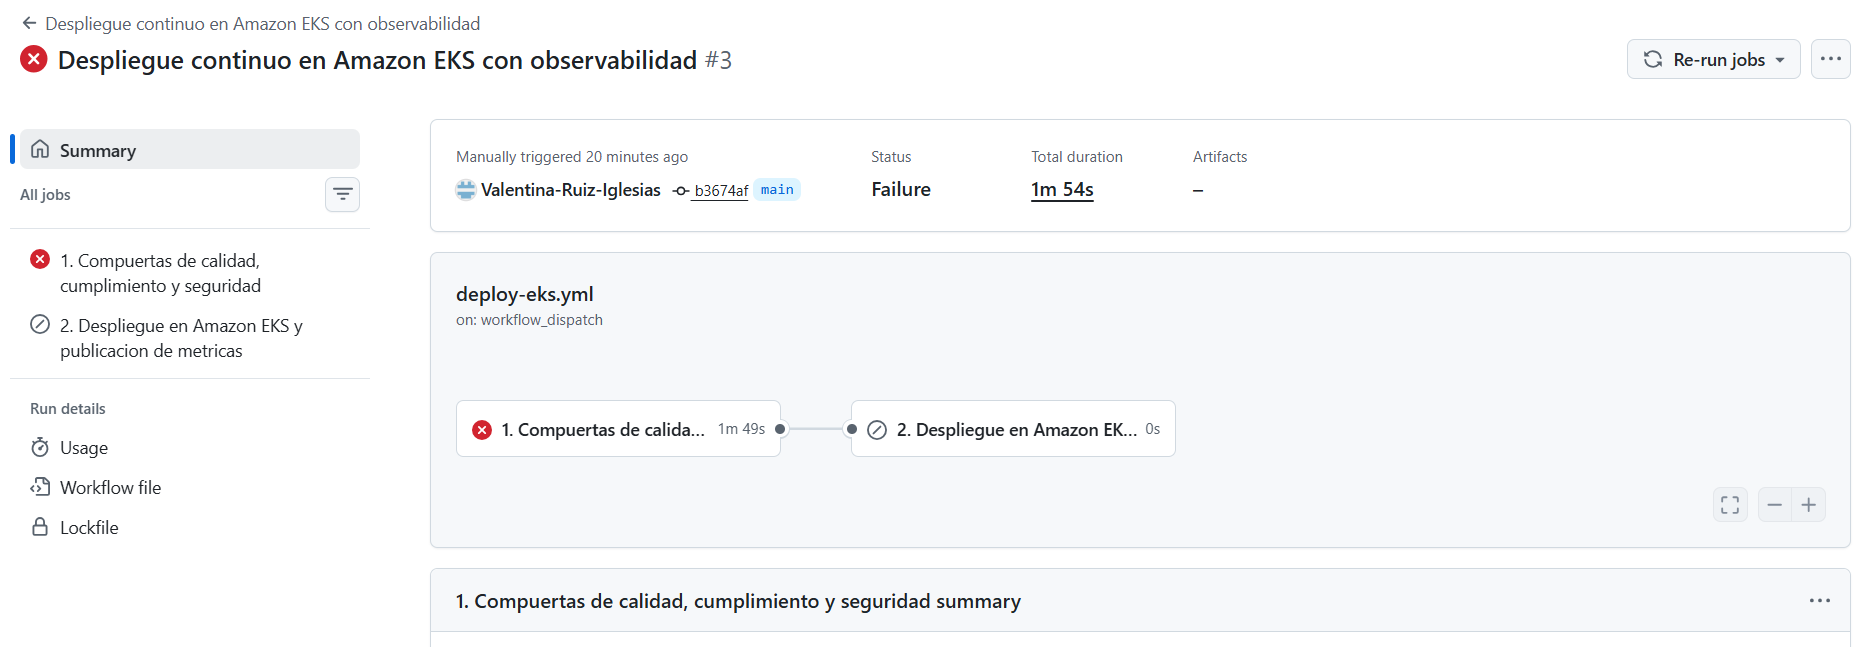 Despliegue continuo en Amazon EKS con observabilidad
Despliegue continuo en Amazon EKS con observabilidad #3
Re-run jobs
Summary
All jobs
1. Compuertas de calidad,
cumplimiento y seguridad
2. Despliegue en Amazon EKS y
publicacion de metricas
Run details
Usage
Workflow file
Lockfile
Manually triggered 20 minutes ago
Valentina-Ruiz-Iglesias b3674af main
Status
Failure
Total duration
1m 54s
Artifacts
–
deploy-eks.yml
on: workflow_dispatch
1. Compuertas de calida... 1m 49s
2. Despliegue en Amazon EK... 0s
1. Compuertas de calidad, cumplimiento y seguridad summary